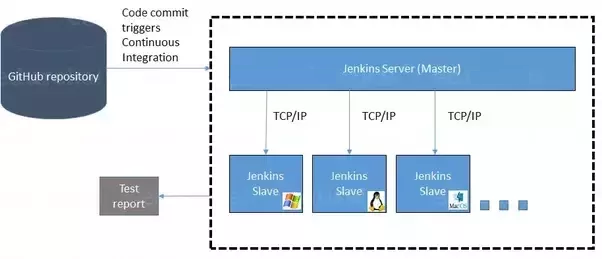 Code commit
triggers
Continuous
Integration
GitHub repository
Jenkins Server (Master)
TCP/IP
TCP/IP
TCP/IP
Jenkins
Slave
Jenkins
Slave
Jenkins
Slave
MacOS
Test
report